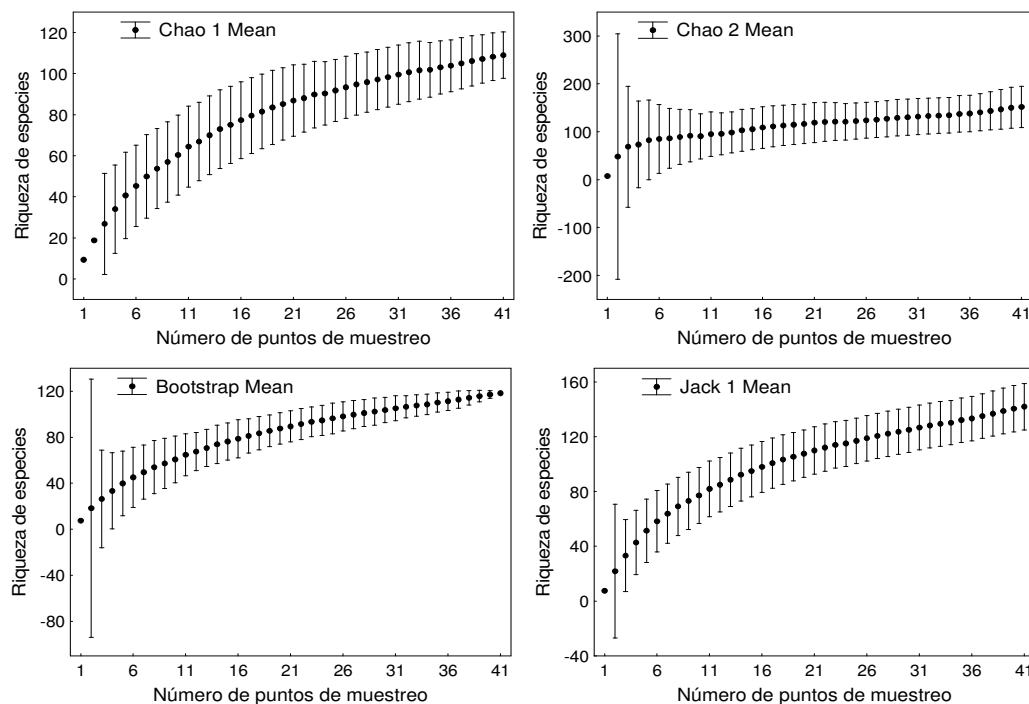 Chao 1 Mean
Riqueza de especies
120
100
80
60
40
20
0
1 6 11 16 21 26 31 36 41
Número de puntos de muestreo
Chao 2 Mean
Riqueza de especies
300
200
100
0
-100
-200
1 6 11 16 21 26 31 36 41
Número de puntos de muestreo
Bootstrap Mean
Riqueza de especies
120
80
40
0
-40
-80
1 6 11 16 21 26 31 36 41
Número de puntos de muestreo
Jack 1 Mean
Riqueza de especies
160
120
80
40
0
-40
1 6 11 16 21 26 31 36 41
Número de puntos de muestreo